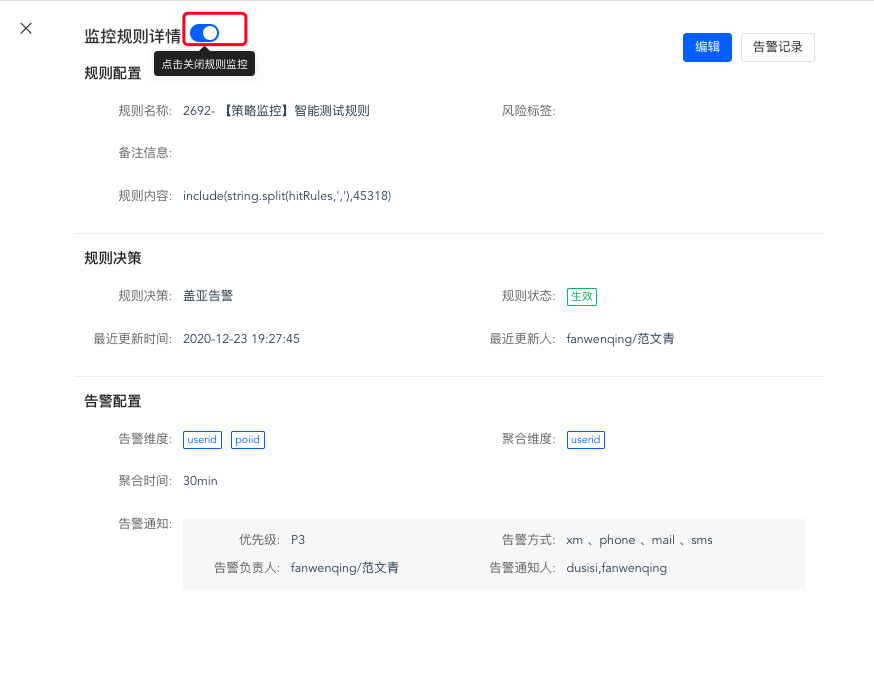 监控规则详情
编辑 告警记录
点击关闭规则监控
规则配置
规则名称: 2692- 【策略监控】智能测试规则 风险标签:
备注信息:
规则内容: include(string.split(hitRules,','),45318)
规则决策
规则决策: 盖亚告警 规则状态: 生效
最近更新时间: 2020-12-23 19:27:45 最近更新人: fanwenqing/范文青
告警配置
告警维度: userid poiid 聚合维度: userid
聚合时间: 30min
告警通知:
优先级: P3 告警方式: xm 、phone 、mail 、sms
告警负责人: fanwenqing/范文青 告警通知人: dusisi,fanwenqing